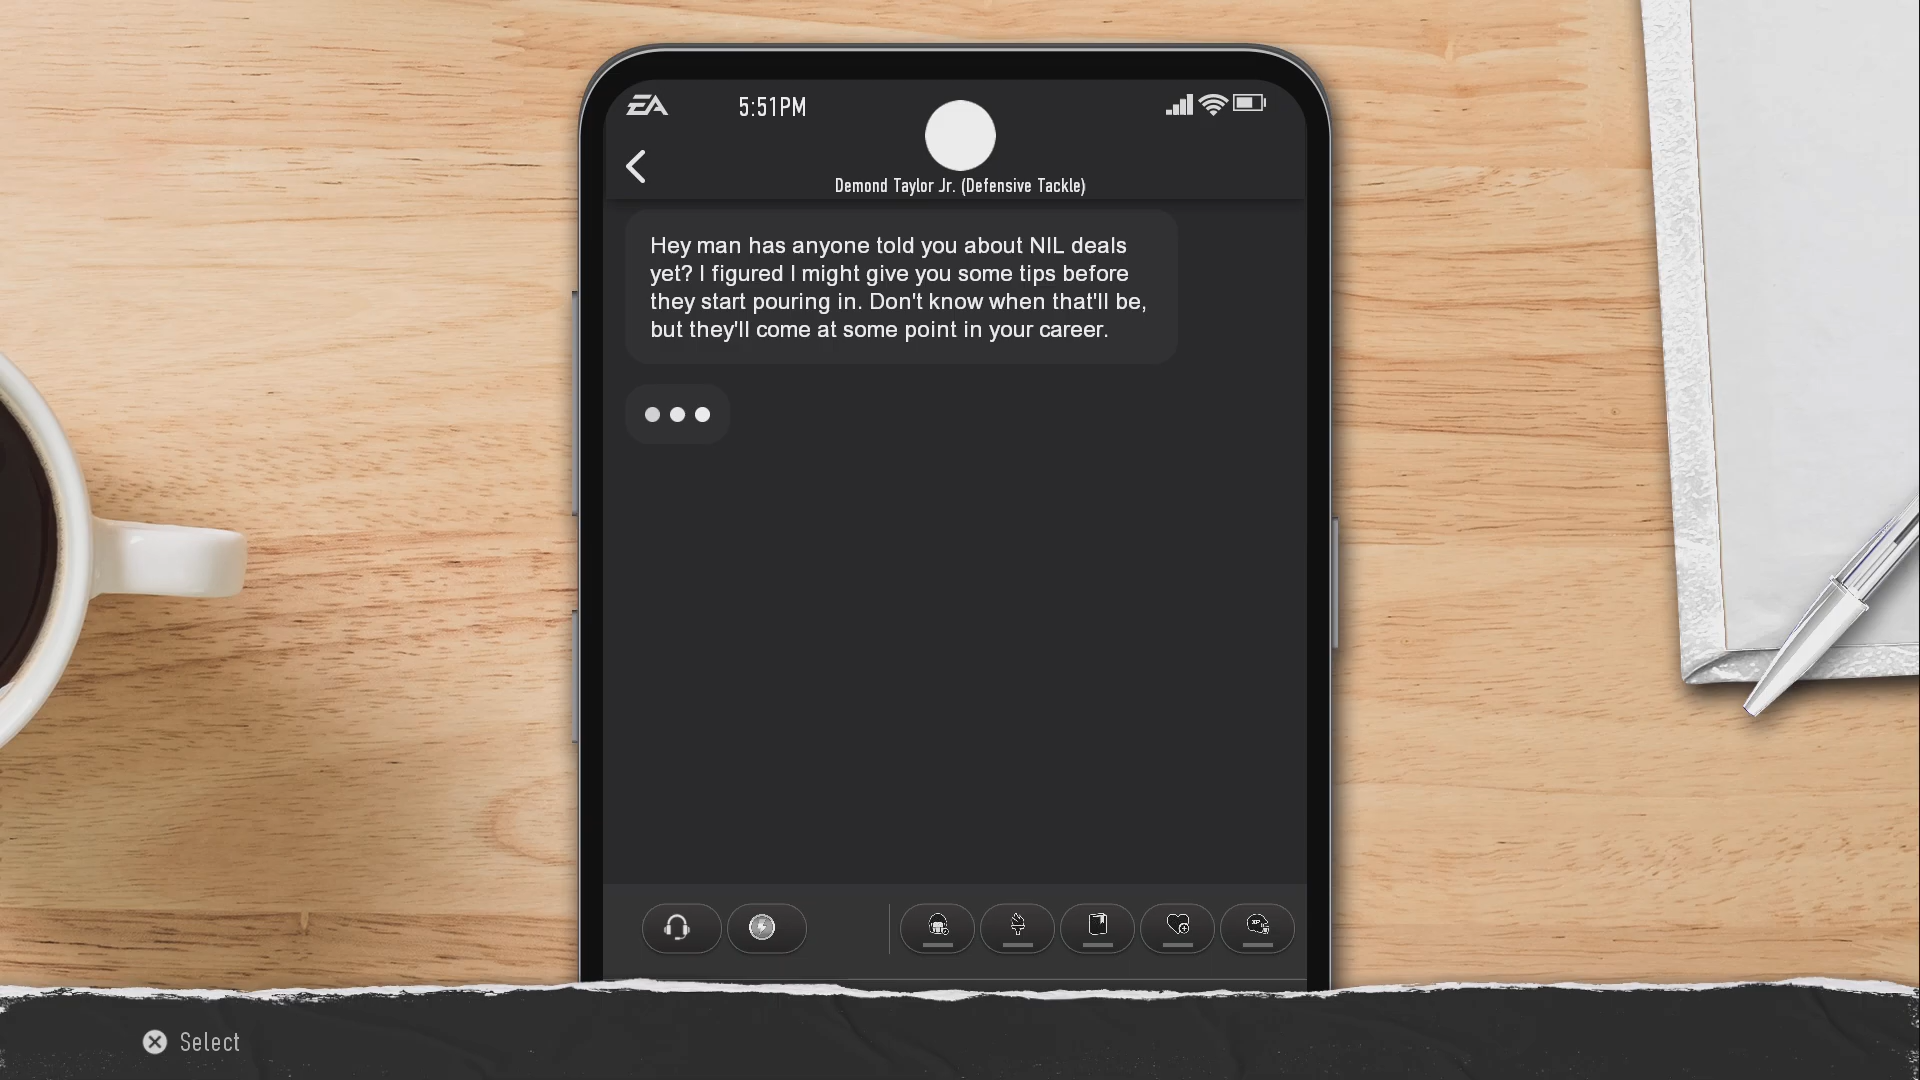 EA
5:51PM
Demond Taylor Jr. (Defensive Tackle)
Hey man has anyone told you about NIL deals
yet? I figured I might give you some tips before
they start pouring in. Don't know when that'll be,
but they'll come at some point in your career.
XP
Select